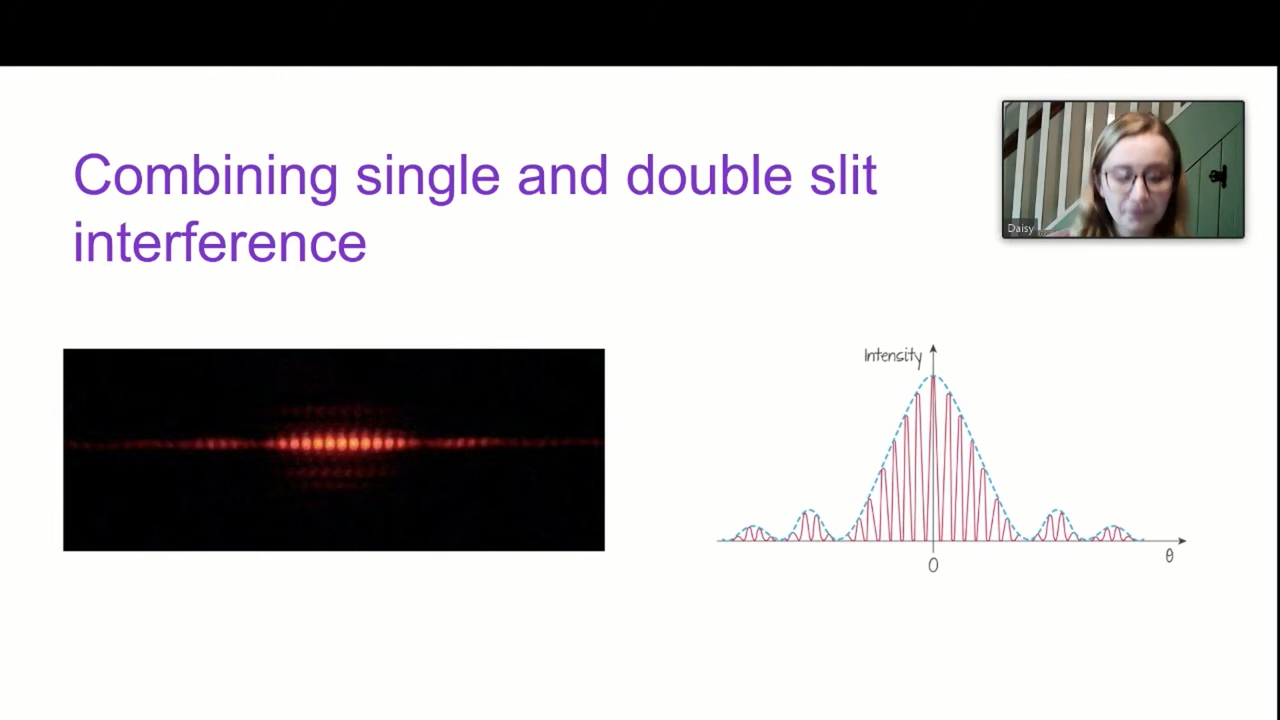 Combining single and double slit
interference
Daisy
Intensity
0
θ